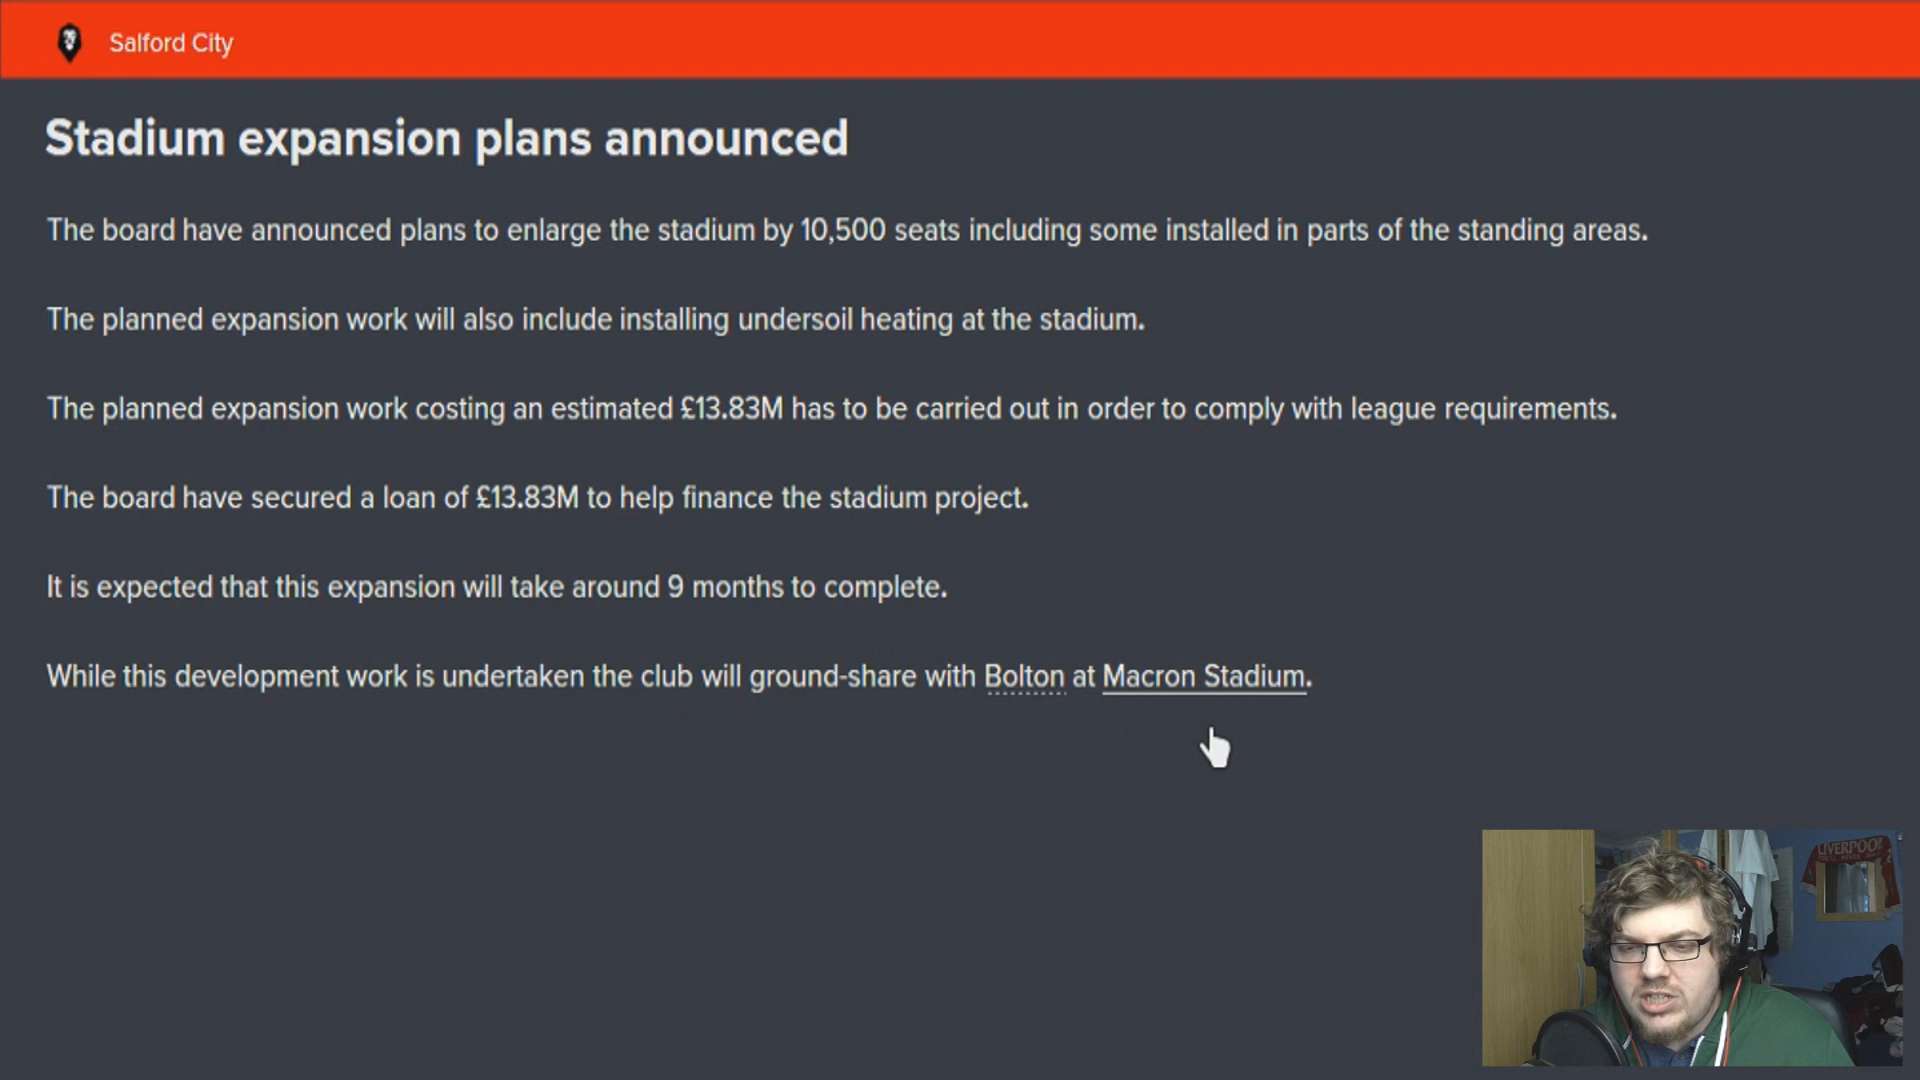 Salford City
Stadium expansion plans announced
The board have announced plans to enlarge the stadium by 10,500 seats including some installed in parts of the standing areas.
The planned expansion work will also include installing undersoil heating at the stadium.
The planned expansion work costing an estimated £13.83M has to be carried out in order to comply with league requirements.
The board have secured a loan of £13.83M to help finance the stadium project.
It is expected that this expansion will take around 9 months to complete.
While this development work is undertaken the club will ground-share with Bolton at Macron Stadium.
LIVERPOOL